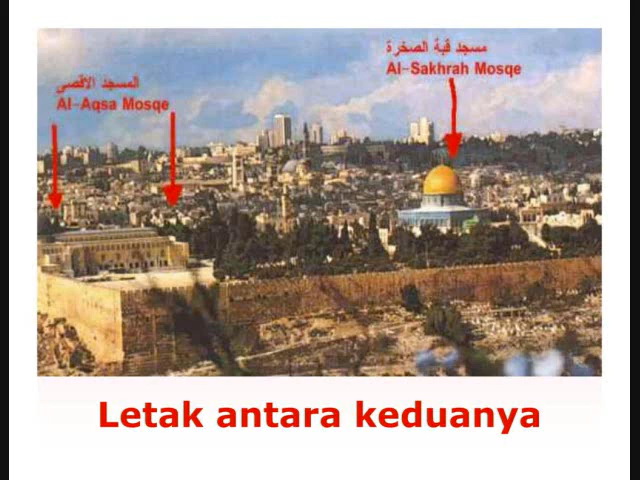 مسجد قبة الصخرة
Al-Sakhrah Mosqe
المسجد الاقصى
Al-Aqsa Mosqe
Letak antara keduanya